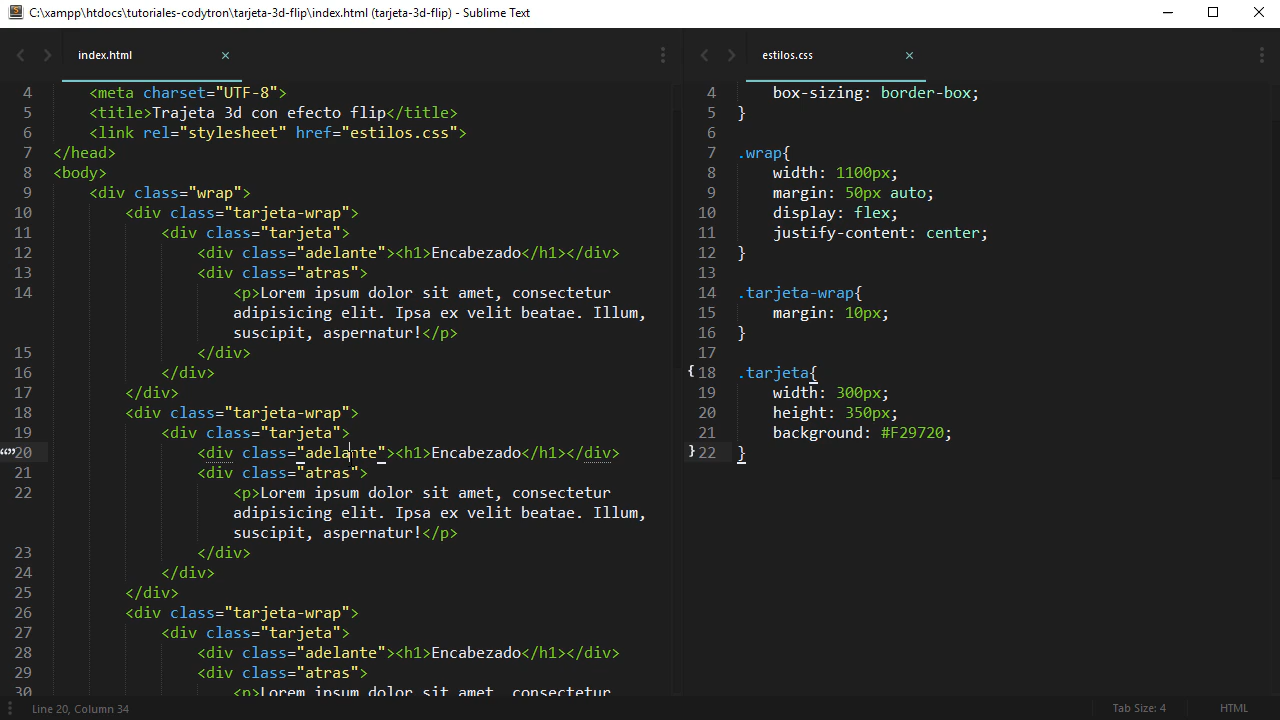 C:\xampp\htdocs\tutoriales-codytron\tarjeta-3d-flip\index.html (tarjeta-3d-flip) - Sublime Text
index.html
4 <meta charset="UTF-8">
5 <title>Trajeta 3d con efecto flip</title>
6 <link rel="stylesheet" href="estilos.css">
7 </head>
8 <body>
9 <div class="wrap">
10 <div class="tarjeta-wrap">
11 <div class="tarjeta">
12 <div class="adelante"><h1>Encabezado</h1></div>
13 <div class="atras">
14 <p>Lorem ipsum dolor sit amet, consectetur
adipisicing elit. Ipsa ex velit beatae. Illum,
suscipit, aspernatur!</p>
15 </div>
16 </div>
17 </div>
18 <div class="tarjeta-wrap">
19 <div class="tarjeta">
20 <div class="adelante"><h1>Encabezado</h1></div>
21 <div class="atras">
22 <p>Lorem ipsum dolor sit amet, consectetur
adipisicing elit. Ipsa ex velit beatae. Illum,
suscipit, aspernatur!</p>
23 </div>
24 </div>
25 </div>
26 <div class="tarjeta-wrap">
27 <div class="tarjeta">
28 <div class="adelante"><h1>Encabezado</h1></div>
29 <div class="atras">
30 <p>Lorem ipsum dolor sit amet, consectetur
estilos.css
4 box-sizing: border-box;
5 }
6
7 .wrap{
8 width: 1100px;
9 margin: 50px auto;
10 display: flex;
11 justify-content: center;
12 }
13
14 .tarjeta-wrap{
15 margin: 10px;
16 }
17
18 .tarjeta{
19 width: 300px;
20 height: 350px;
21 background: #F29720;
22 }
Line 20, Column 34
Tab Size: 4
HTML